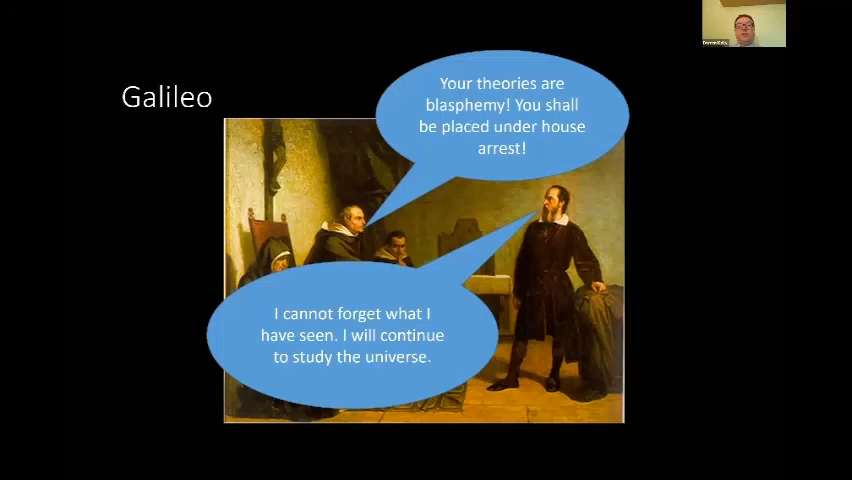 Galileo
Your theories are
blasphemy! You shall
be placed under house
arrest!
I cannot forget what I
have seen. I will continue
to study the universe.